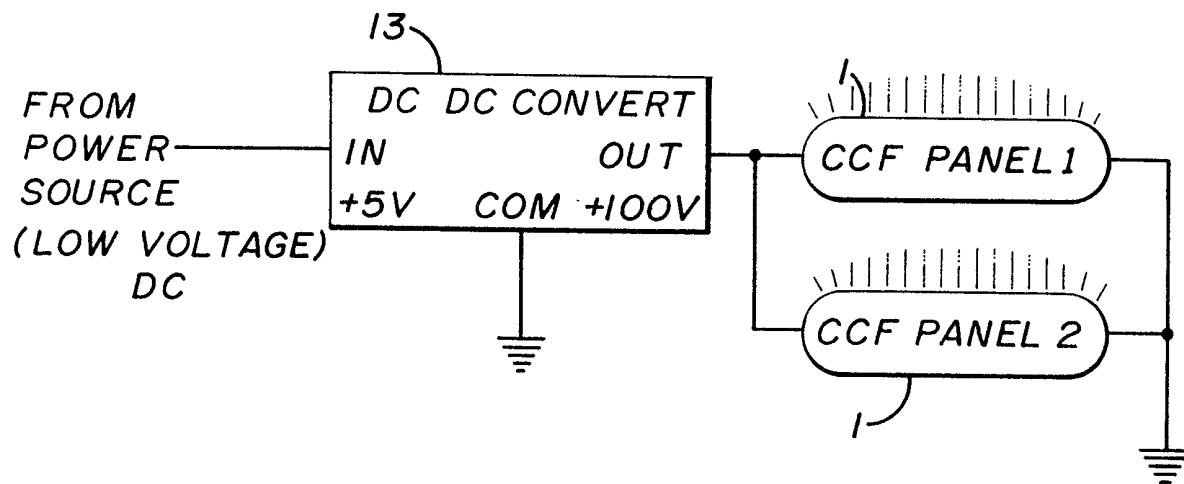 13
FROM
POWER
SOURCE
(LOW VOLTAGE)
DC
DC DC CONVERT
IN OUT
+5V COM +100V
1
CCF PANEL 1
CCF PANEL 2
1